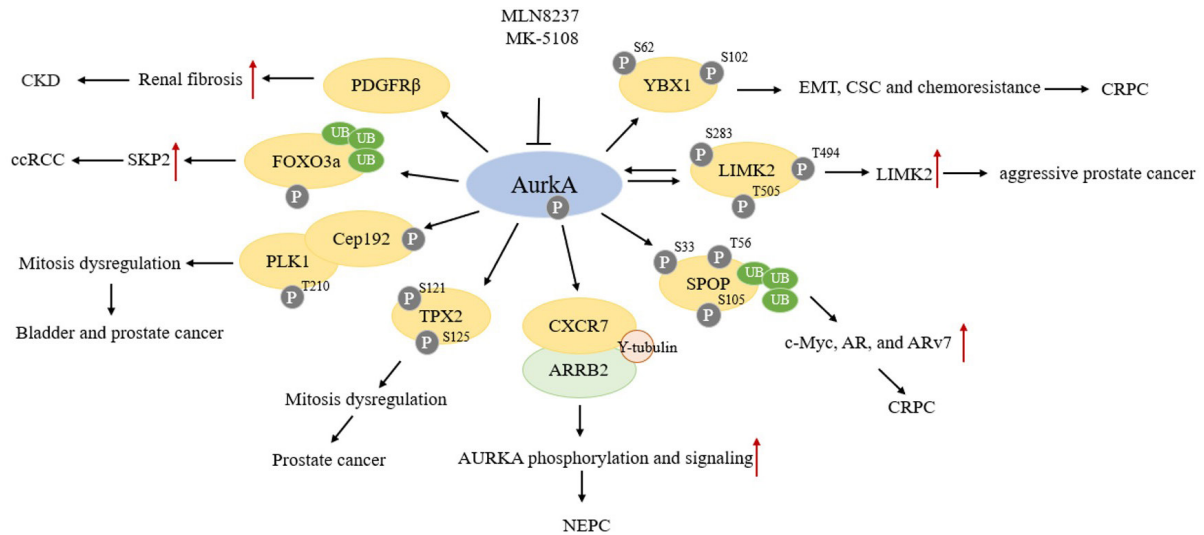 MLN8237
MK-5108
CKD
Renal fibrosis
PDGFRβ
S62
P
S102
P
YBX1
EMT, CSC and chemoresistance
CRPC
ccRCC
SKP2
FOXO3a
UB
UB
UB
P
AurkA
P
S283
P
T494
P
LIMK2
T505
P
LIMK2
aggressive prostate cancer
Mitosis dysregulation
PLK1
Cep192
P
T210
P
Bladder and prostate cancer
S121
P
TPX2
S125
P
Mitosis dysregulation
Prostate cancer
CXCR7
Y-tubulin
ARRB2
AURKA phosphorylation and signaling
NEPC
S33
P
T56
P
SPOP
UB
UB
UB
S105
P
c-Myc, AR, and ARv7
CRPC